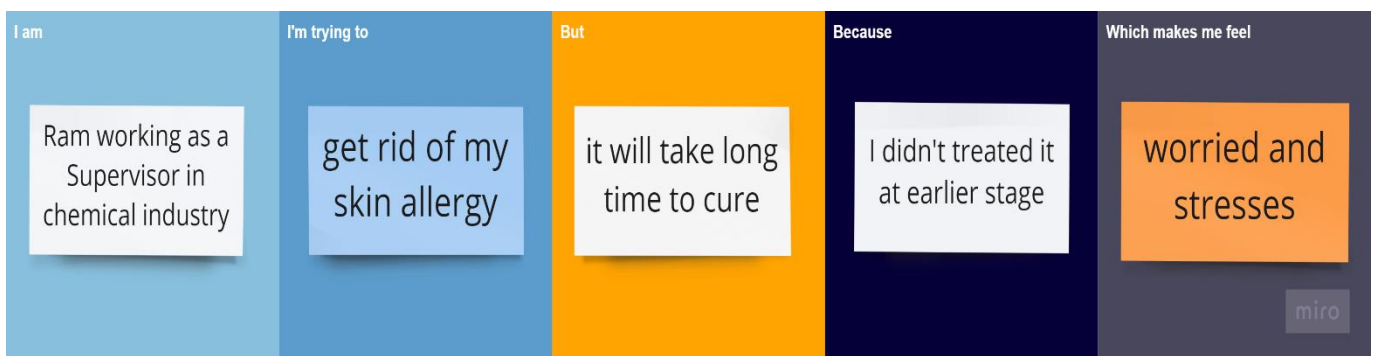 I am
Ram working as a
Supervisor in
chemical industry
I'm trying to
get rid of my
skin allergy
But
it will take long
time to cure
Because
I didn't treated it
at earlier stage
Which makes me feel
worried and
stresses
miro